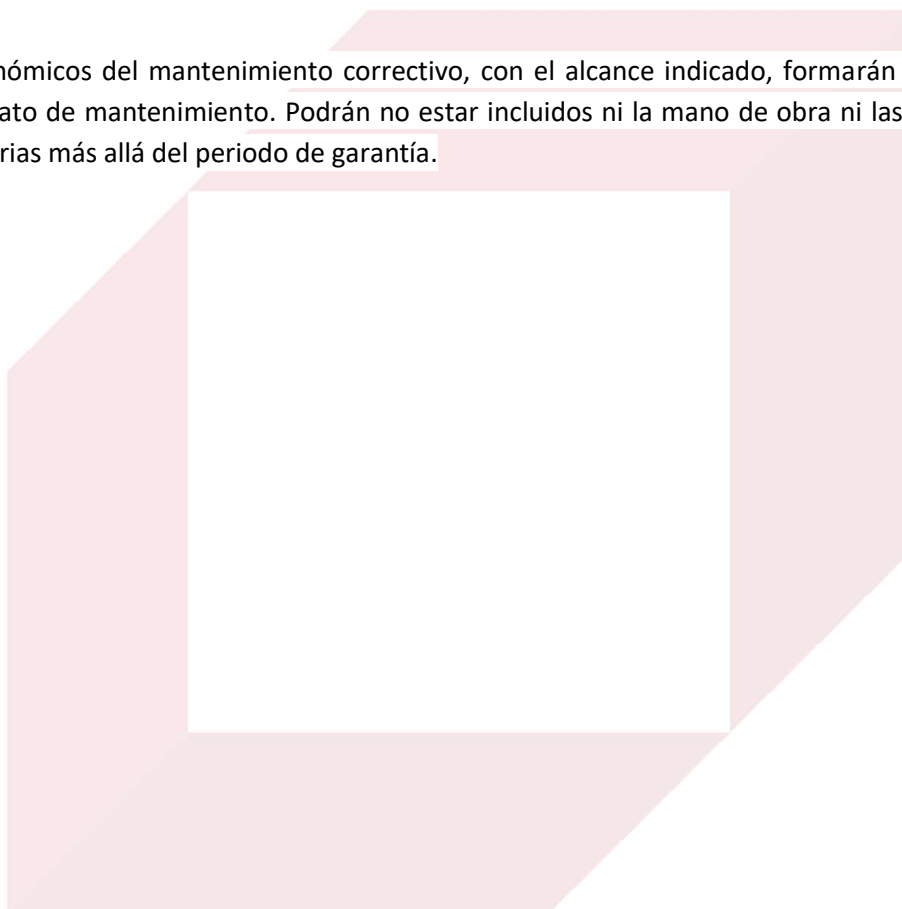 nómicos del mantenimiento correctivo, con el alcance indicado, formarán
ato de mantenimiento. Podrán no estar incluidos ni la mano de obra ni las
rias más allá del periodo de garantía.